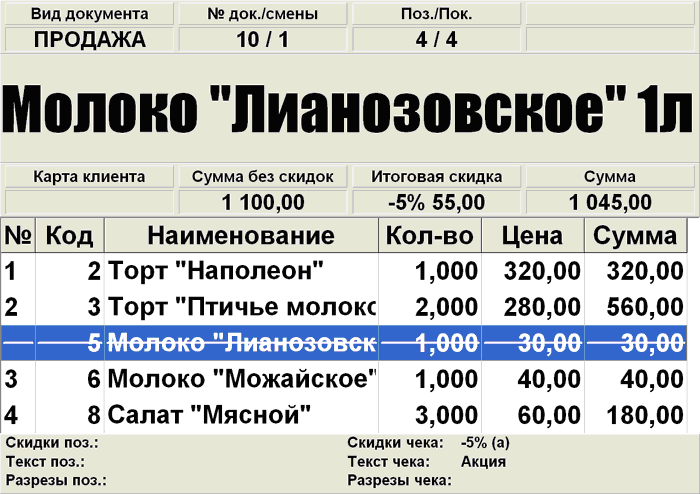 Вид документа № док./смены Поз./Пок.
ПРОДАЖА 10 / 1 4 / 4
Молоко "Лианозовское" 1л
Карта клиента Сумма без скидок Итоговая скидка Сумма
1 100,00 -5% 55,00 1 045,00
№ Код Наименование Кол-во Цена Сумма
1 2 Торт "Наполеон" 1,000 320,00 320,00
2 3 Торт "Птичье молоко 2,000 280,00 560,00
5 Молоко "Лианозовск 1,000 30,00 30,00
3 6 Молоко "Можайское" 1,000 40,00 40,00
4 8 Салат "Мясной" 3,000 60,00 180,00
Скидки поз.: Скидки чека: -5% (а)
Текст поз.: Текст чека: Акция
Разрезы поз.: Разрезы чека: